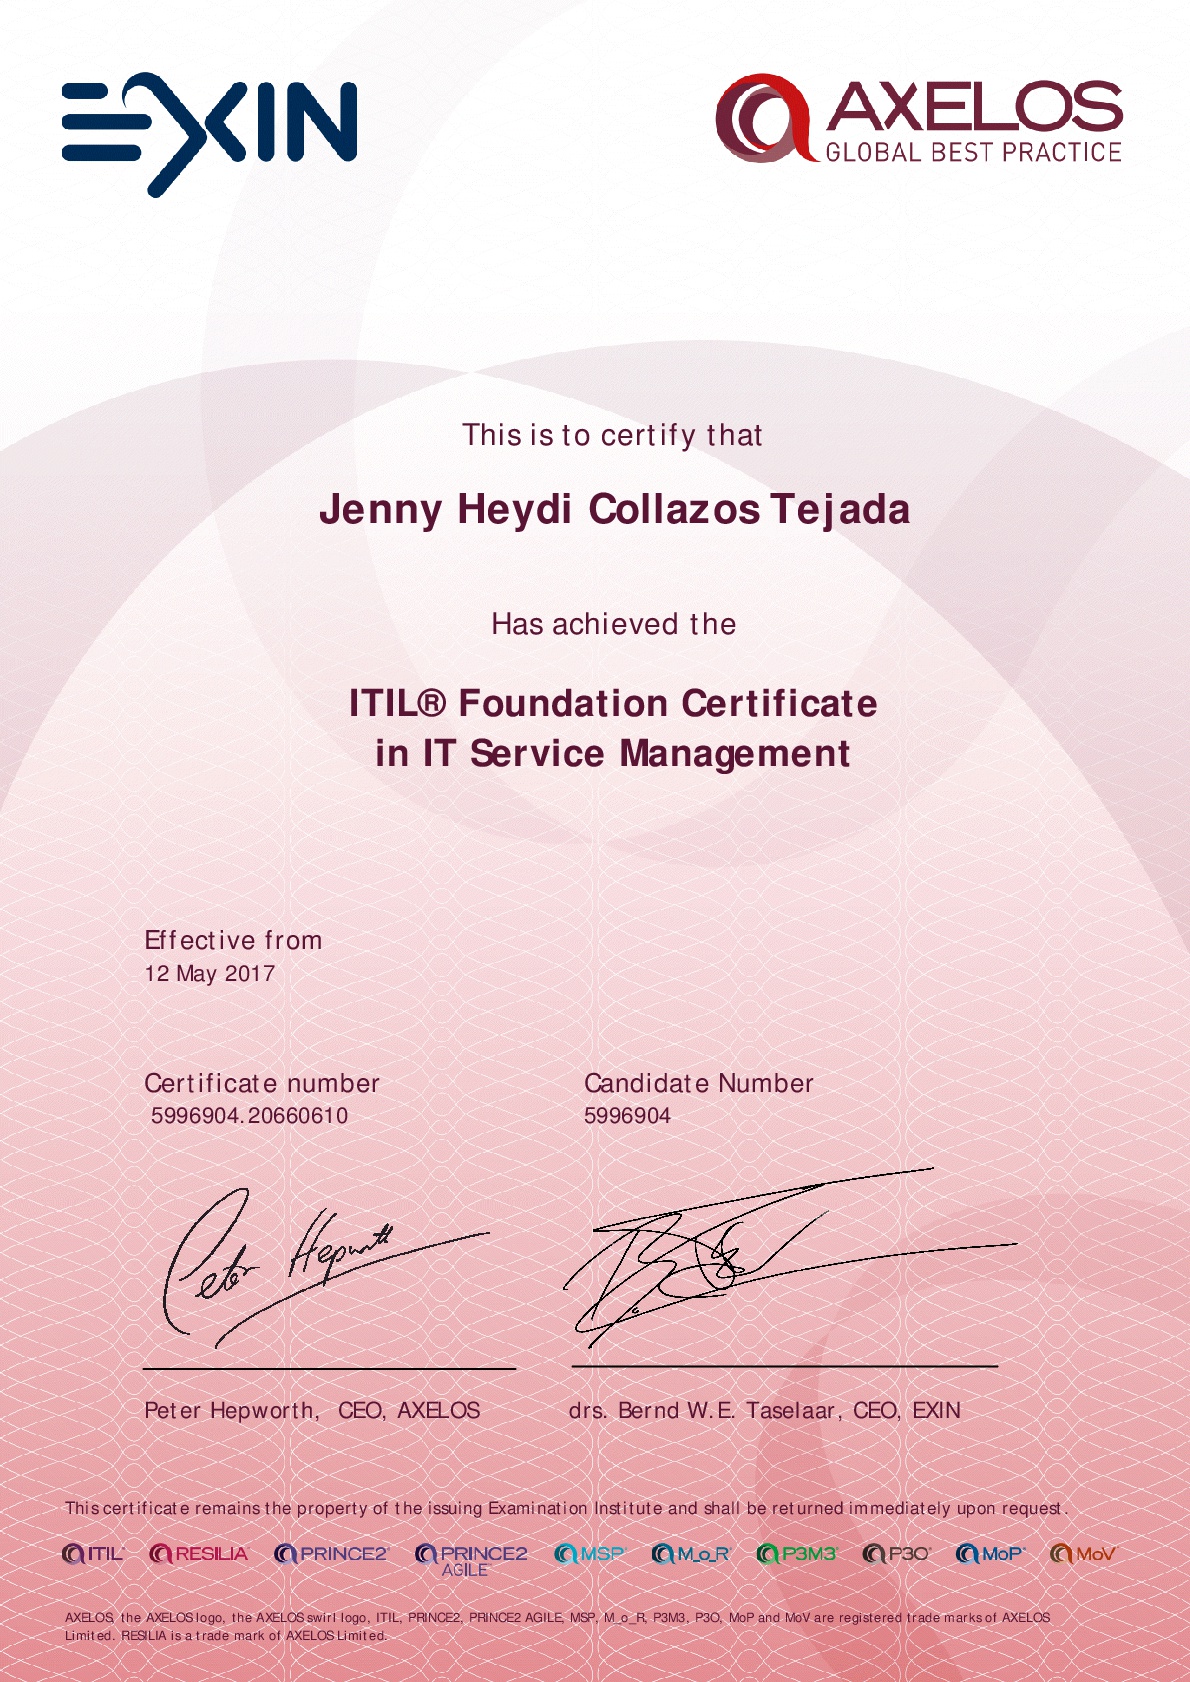 EXIN
AXELOS
GLOBAL BEST PRACTICE
This is to certify that
Jenny Heydi Collazos Tejada
Has achieved the
ITIL® Foundation Certificate
in IT Service Management
Effective from
12 May 2017
Certificate number Candidate Number
5996904.20660610 5996904
Peter Hepworth
Peter Hepworth, CEO, AXELOS drs. Bernd W.E. Taselaar, CEO, EXIN
This certificate remains the property of the issuing Examination Institute and shall be returned immediately upon request.
ITIL® RESILIA PRINCE2® PRINCE2 MSP® M_o_R® P3M3® P3O® MoP® MoV®
AGILE
AXELOS, the AXELOS logo, the AXELOS swirl logo, ITIL, PRINCE2, PRINCE2 AGILE, MSP, M_o_R, P3M3, P3O, MoP and MoV are registered trade marks of AXELOS
Limited. RESILIA is a trade mark of AXELOS Limited.